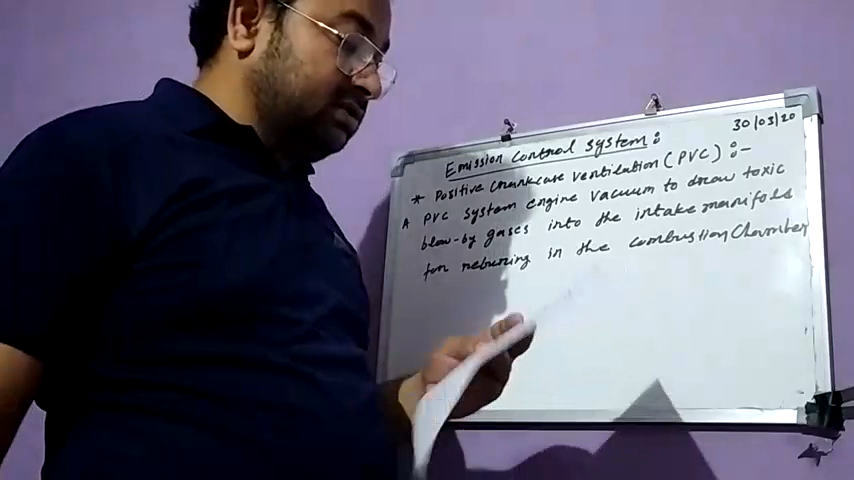 30/03/20
Emission Control System :
* Positive Crankcase Ventilation (PVC) :-
A PVC system engine vacuum to draw toxic
blow-by gases into the intake manifold
for reburing in the combustion Chamber